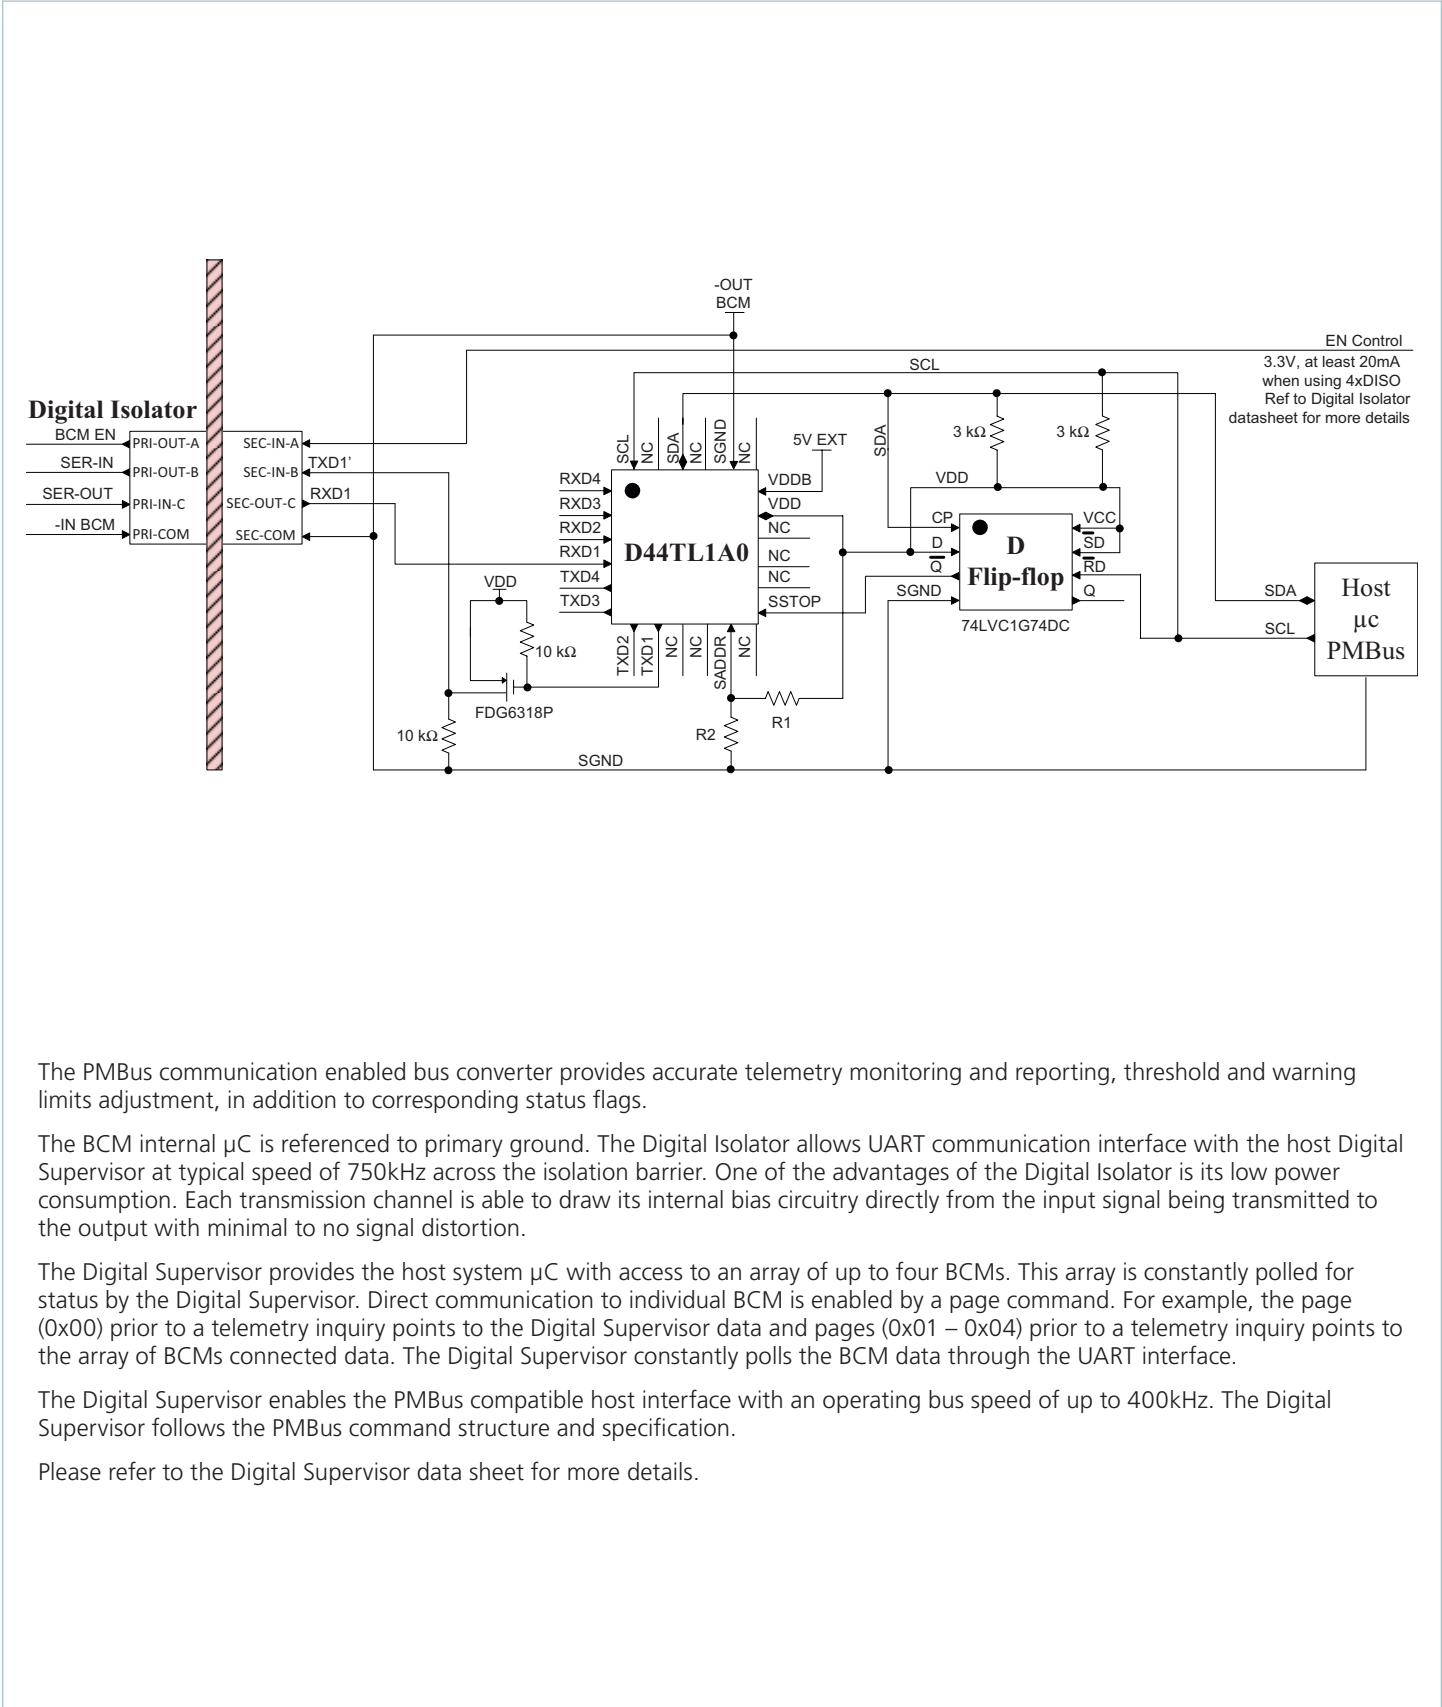 -OUT
BCM
EN Control
3.3V, at least 20mA
when using 4xDISO
Ref to Digital Isolator
datasheet for more details
SCL
Digital Isolator
BCM EN
SER-IN
SER-OUT
-IN BCM
PRI-OUT-A
PRI-OUT-B
PRI-IN-C
PRI-COM
SEC-IN-A
SEC-IN-B
SEC-OUT-C
SEC-COM
TXD1'
RXD1
VDD
10 kΩ
FDG6318P
10 kΩ
SGND
SCL
NC
SDA
NC
SGND
NC
RXD4
RXD3
RXD2
RXD1
TXD4
TXD3
D44TL1A0
5V EXT
VDDB
VDD
NC
NC
NC
SSTOP
TXD2
TXD1
NC
NC
SADDR
NC
R1
R2
SDA
3 kΩ
3 kΩ
VDD
CP
D
Q
SGND
D
Flip-flop
VCC
SD
RD
Q
74LVC1G74DC
SDA
SCL
Host
µc
PMBus
The PMBus communication enabled bus converter provides accurate telemetry monitoring and reporting, threshold and warning
limits adjustment, in addition to corresponding status flags.
The BCM internal µC is referenced to primary ground. The Digital Isolator allows UART communication interface with the host Digital
Supervisor at typical speed of 750kHz across the isolation barrier. One of the advantages of the Digital Isolator is its low power
consumption. Each transmission channel is able to draw its internal bias circuitry directly from the input signal being transmitted to
the output with minimal to no signal distortion.
The Digital Supervisor provides the host system µC with access to an array of up to four BCMs. This array is constantly polled for
status by the Digital Supervisor. Direct communication to individual BCM is enabled by a page command. For example, the page
(0x00) prior to a telemetry inquiry points to the Digital Supervisor data and pages (0x01 – 0x04) prior to a telemetry inquiry points to
the array of BCMs connected data. The Digital Supervisor constantly polls the BCM data through the UART interface.
The Digital Supervisor enables the PMBus compatible host interface with an operating bus speed of up to 400kHz. The Digital
Supervisor follows the PMBus command structure and specification.
Please refer to the Digital Supervisor data sheet for more details.